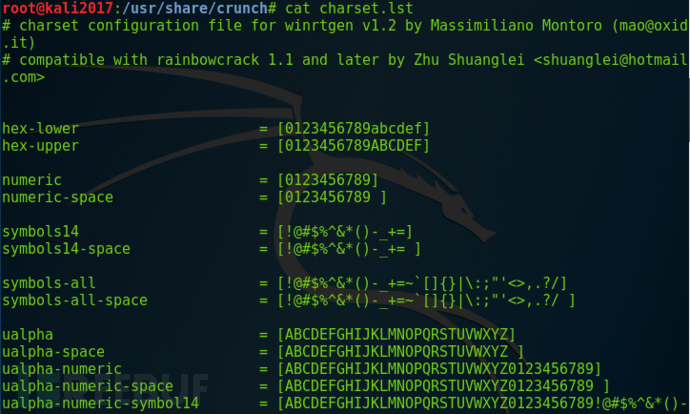 root@kali2017:/usr/share/crunch# cat charset.lst
# charset configuration file for winrtgen v1.2 by Massimiliano Montoro (mao@oxid
.it)
# compatible with rainbowcrack 1.1 and later by Zhu Shuanglei <shuanglei@hotmail
.com>
hex-lower = [0123456789abcdef]
hex-upper = [0123456789ABCDEF]
numeric = [0123456789]
numeric-space = [0123456789 ]
symbols14 = [!@#$%^&*()-_+=]
symbols14-space = [!@#$%^&*()-_+= ]
symbols-all = [!@#$%^&*()-_+=~`[]{}|\:;"'<>,.?/]
symbols-all-space = [!@#$%^&*()-_+=~`[]{}|\:;"'<>,.?/ ]
ualpha = [ABCDEFGHIJKLMNOPQRSTUVWXYZ]
ualpha-space = [ABCDEFGHIJKLMNOPQRSTUVWXYZ ]
ualpha-numeric = [ABCDEFGHIJKLMNOPQRSTUVWXYZ0123456789]
ualpha-numeric-space = [ABCDEFGHIJKLMNOPQRSTUVWXYZ0123456789 ]
ualpha-numeric-symbol14 = [ABCDEFGHIJKLMNOPQRSTUVWXYZ0123456789!@#$%^&*()-